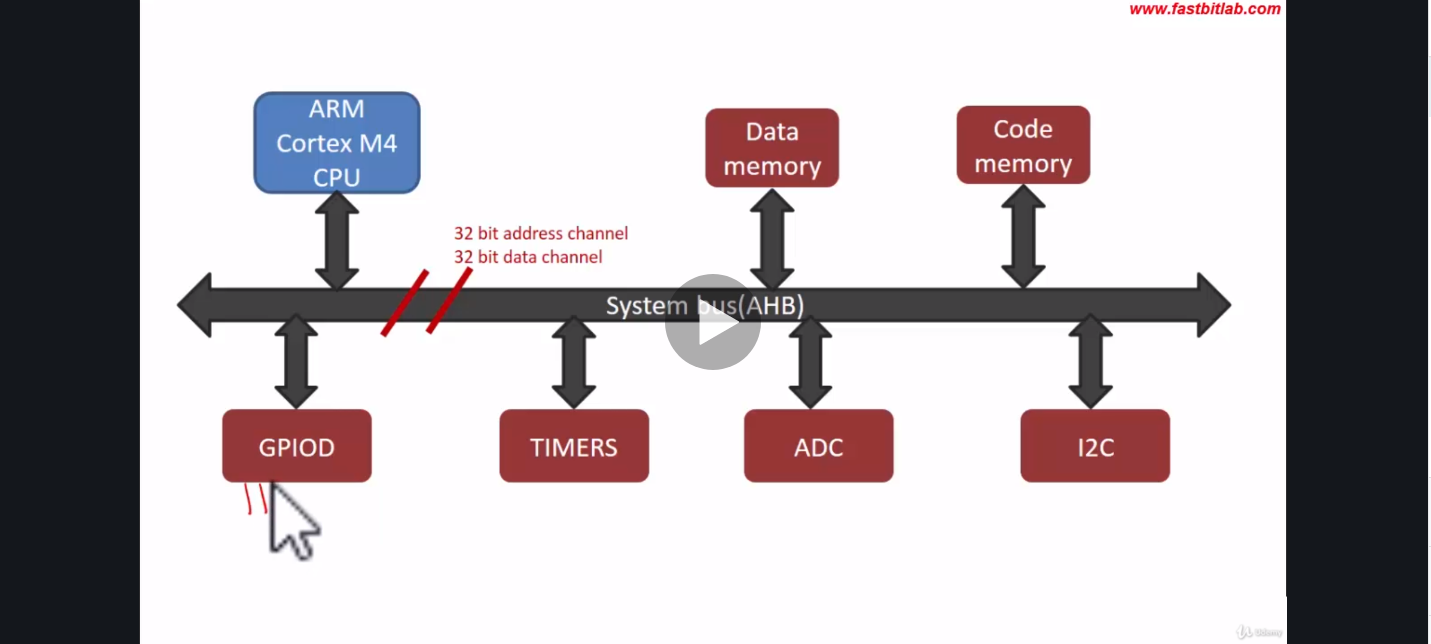 www.fastbitlab.com
ARM
Cortex M4
CPU
Data
memory
Code
memory
32 bit address channel
32 bit data channel
System bus(AHB)
GPIOD
TIMERS
ADC
I2C
Udemy